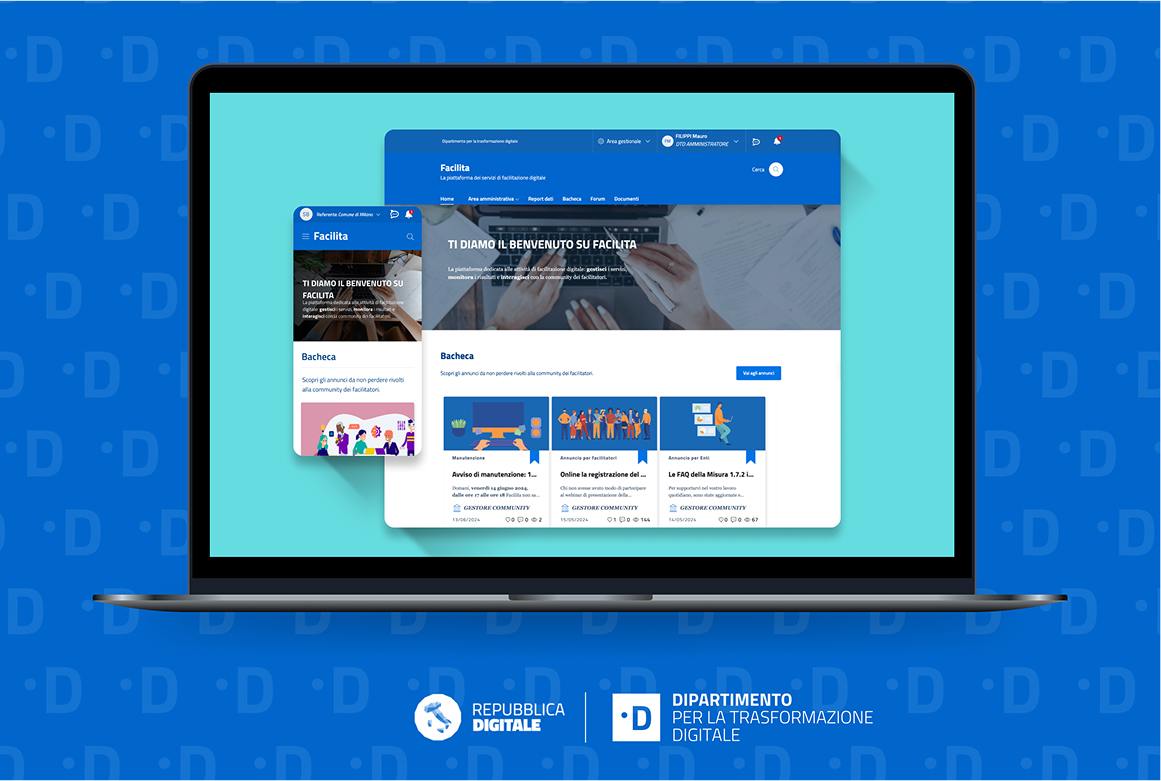 Dipartimento per la trasformazione digitale
Area gestionale
FM
FILIPPI Mauro
DTD AMMINISTRATORE
Facilita
La piattaforma dei servizi di facilitazione digitale
Cerca
Home
Area amministrativa
Report dati
Bacheca
Forum
Documenti
TI DIAMO IL BENVENUTO SU FACILITA
La piattaforma dedicata alle attività di facilitazione digitale: gestisci i servizi,
monitora i risultati e interagisci con la community dei facilitatori.
Bacheca
Scopri gli annunci da non perdere rivolti alla community dei facilitatori.
Vai agli annunci
Manutenzione
Avviso di manutenzione: 1...
Domani, venerdì 14 giugno 2024,
dalle ore 17 alle ore 18 Facilita non sa...
GESTORE COMMUNITY
13/06/2024
0 0 2
Annuncio per facilitatori
Online la registrazione del ...
Chi non avesse avuto modo di partecipare
al webinar di presentazione della...
GESTORE COMMUNITY
15/05/2024
1 0 144
Annuncio per Enti
Le FAQ della Misura 1.7.2 i...
Per supportarvi nel vostro lavoro
quotidiano, sono state aggiornate e...
GESTORE COMMUNITY
14/05/2024
0 0 67
SB
Referente Comune di Milano
Facilita
TI DIAMO IL BENVENUTO SU
FACILITA
La piattaforma dedicata alle attività di facilitazione
digitale: gestisci i servizi, monitora i risultati e
interagisci con la community dei facilitatori.
Bacheca
Scopri gli annunci da non perdere rivolti
alla community dei facilitatori.
REPUBBLICA
DIGITALE
·D
DIPARTIMENTO
PER LA TRASFORMAZIONE
DIGITALE